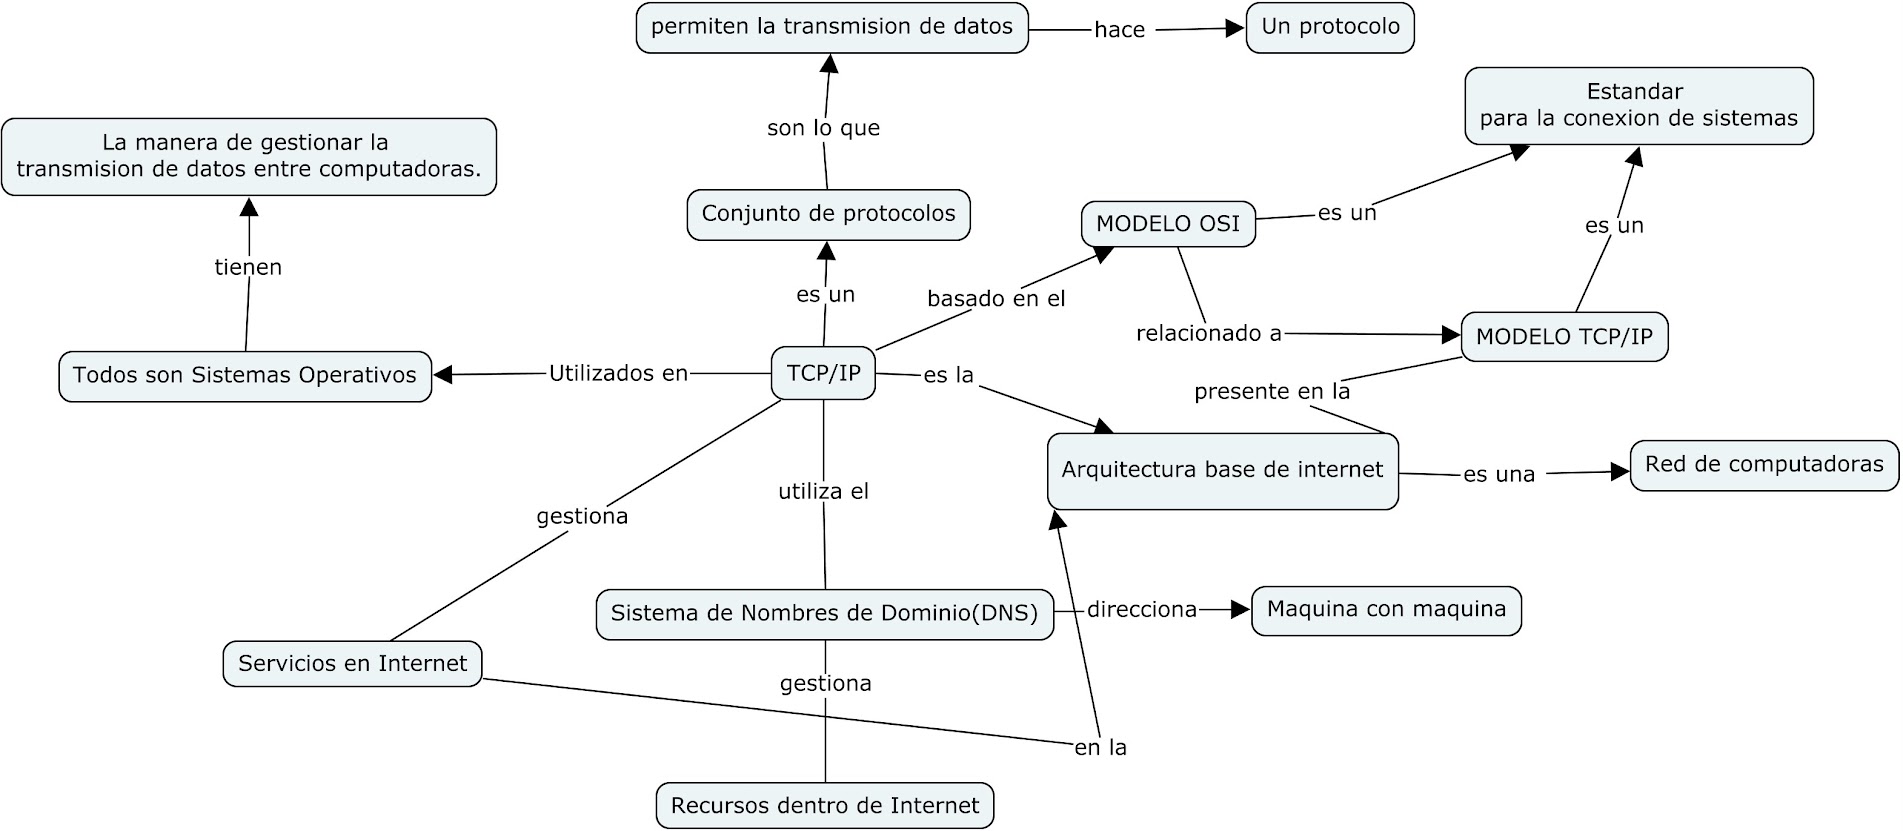 permiten la transmision de datos
hace
Un protocolo
Estandar
para la conexion de sistemas
La manera de gestionar la
transmision de datos entre computadoras.
son lo que
Conjunto de protocolos
MODELO OSI
es un
es un
tienen
es un
basado en el
relacionado a
MODELO TCP/IP
Todos son Sistemas Operativos
Utilizados en
TCP/IP
es la
presente en la
Arquitectura base de internet
es una
Red de computadoras
utiliza el
gestiona
Sistema de Nombres de Dominio(DNS)
direcciona
Maquina con maquina
Servicios en Internet
gestiona
en la
Recursos dentro de Internet